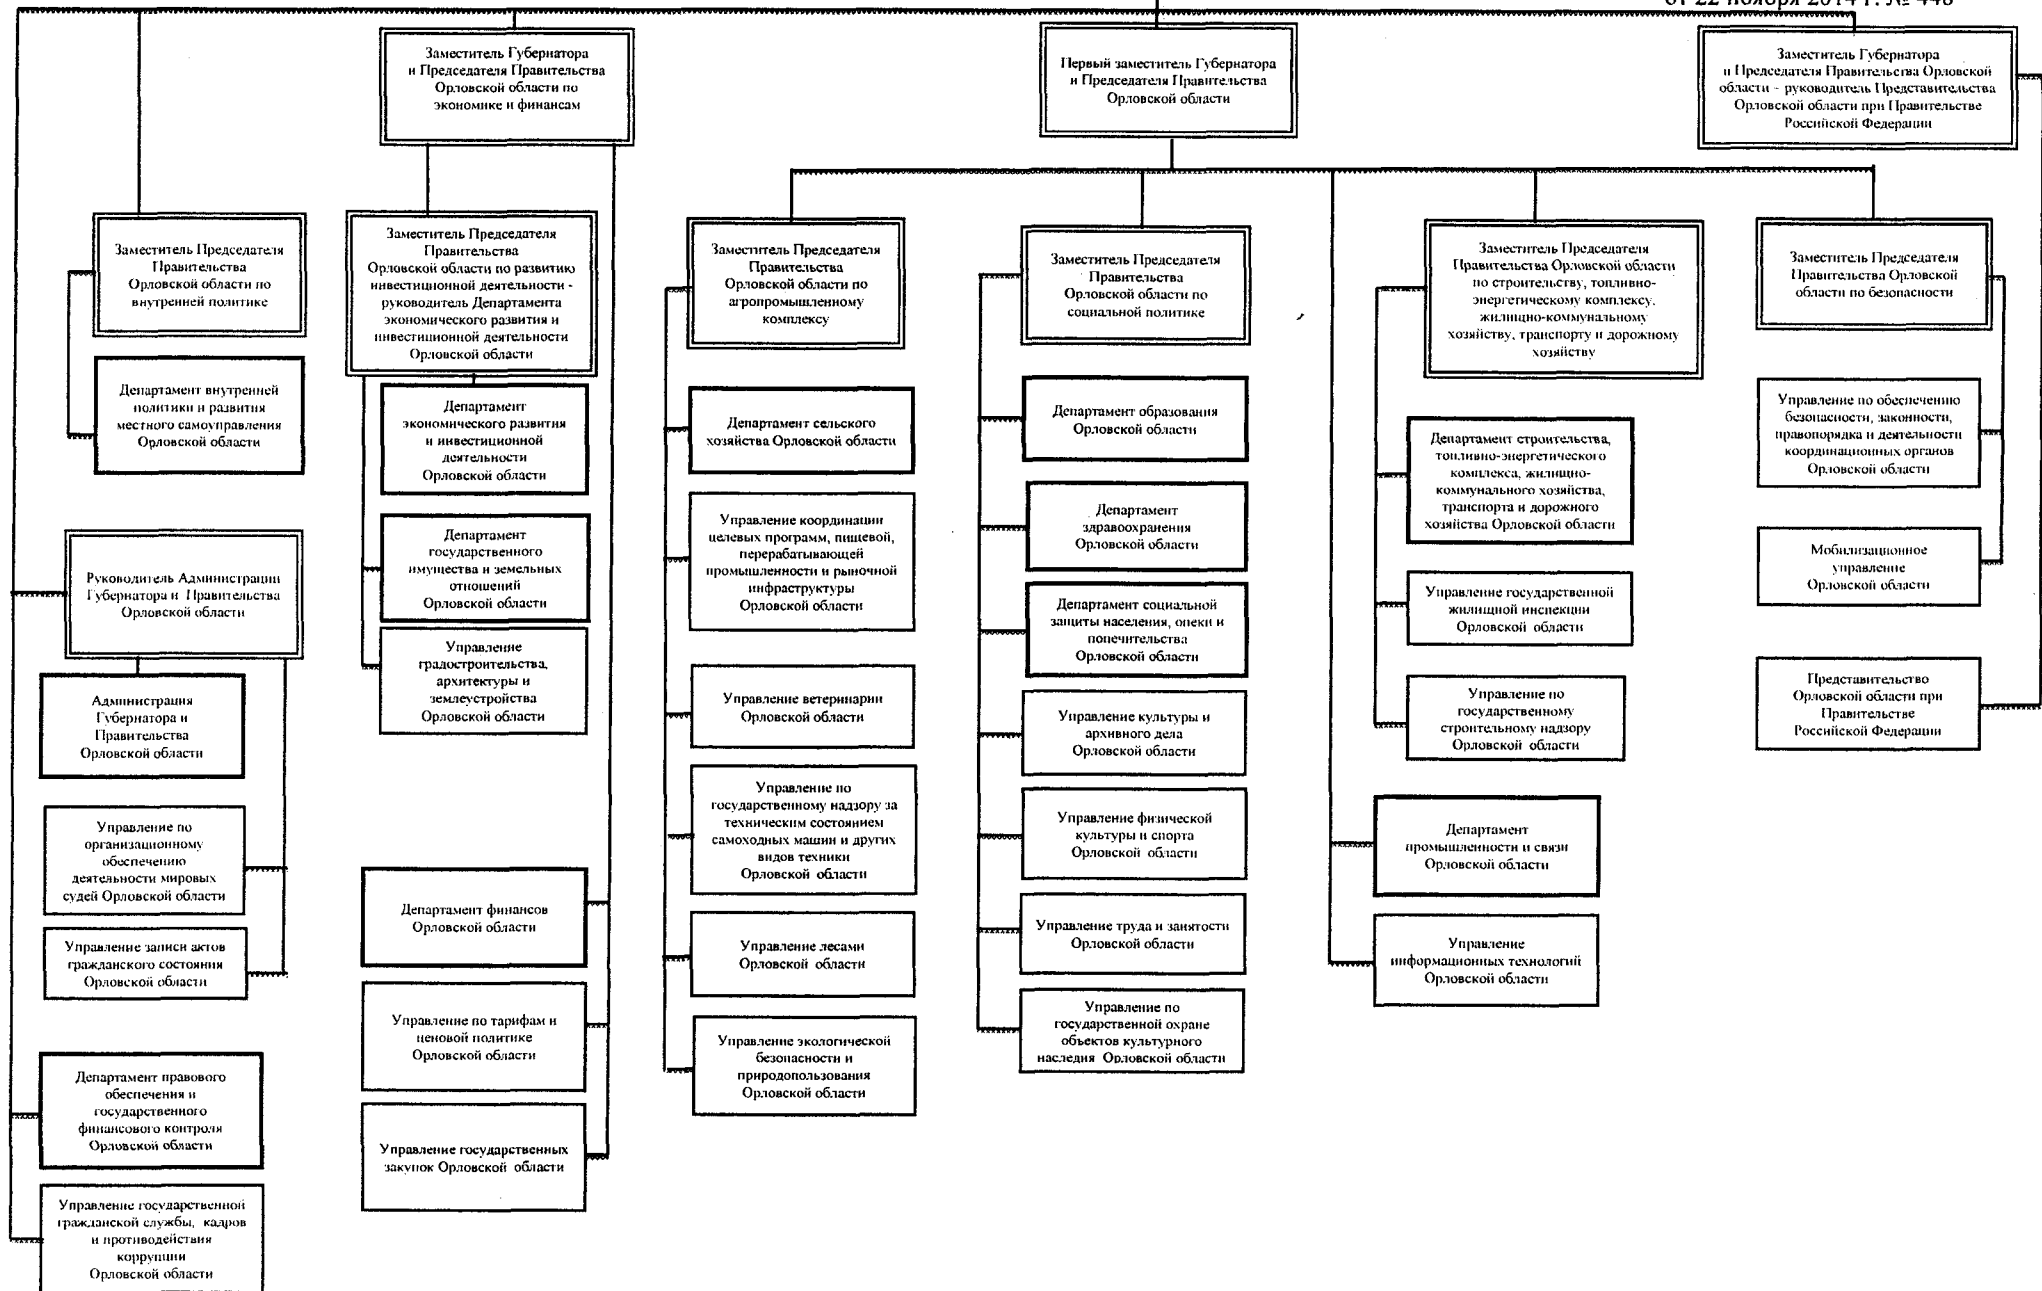 от 22 ноября 2014 г. № 448
Заместитель Губернатора
и Председателя Правительства
Орловской области по
экономике и финансам
Первый заместитель Губернатора
и Председателя Правительства
Орловской области
Заместитель Губернатора
и Председателя Правительства Орловской
области - руководитель Представительства
Орловской области при Правительстве
Российской Федерации
Заместитель Председателя
Правительства
Орловской области по
внутренней политике
Заместитель Председателя
Правительства
Орловской области по развитию
инвестиционной деятельности -
руководитель Департамента
экономического развития и
инвестиционной деятельности
Орловской области
Заместитель Председателя
Правительства
Орловской области по
агропромышленному
комплексу
Заместитель Председателя
Правительства
Орловской области по
социальной политике
Заместитель Председателя
Правительства Орловской области
по строительству, топливно-
энергетическому комплексу,
жилищно-коммунальному
хозяйству, транспорту и дорожному
хозяйству
Заместитель Председателя
Правительства Орловской
области по безопасности
Департамент внутренней
политики и развития
местного самоуправления
Орловской области
Руководитель Администрации
Губернатора и Правительства
Орловской области
Администрация
Губернатора и
Правительства
Орловской области
Управление по
организационному
обеспечению
деятельности мировых
судей Орловской области
Управление записи актов
гражданского состояния
Орловской области
Департамент правового
обеспечения и
государственного
финансового контроля
Орловской области
Управление государственной
гражданской службы, кадров
и противодействия
коррупции
Орловской области
Департамент
экономического развития
и инвестиционной
деятельности
Орловской области
Департамент
государственного
имущества и земельных
отношений
Орловской области
Управление
градостроительства,
архитектуры и
землеустройства
Орловской области
Департамент финансов
Орловской области
Управление по тарифам и
ценовой политике
Орловской области
Управление государственных
закупок Орловской области
Департамент сельского
хозяйства Орловской области
Управление координации
целевых программ, пищевой,
перерабатывающей
промышленности и рыночной
инфраструктуры
Орловской области
Управление ветеринарии
Орловской области
Управление по
государственному надзору за
техническим состоянием
самоходных машин и других
видов техники
Орловской области
Управление лесами
Орловской области
Управление экологической
безопасности и
природопользования
Орловской области
Департамент образования
Орловской области
Департамент
здравоохранения
Орловской области
Департамент социальной
защиты населения, опеки и
попечительства
Орловской области
Управление культуры и
архивного дела
Орловской области
Управление физической
культуры и спорта
Орловской области
Управление труда и занятости
Орловской области
Управление по
государственной охране
объектов культурного
наследия Орловской области
Департамент строительства,
топливно-энергетического
комплекса, жилищно-
коммунального хозяйства,
транспорта и дорожного
хозяйства Орловской области
Управление государственной
жилищной инспекции
Орловской области
Управление по
государственному
строительному надзору
Орловской области
Департамент
промышленности и связи
Орловской области
Управление
информационных технологий
Орловской области
Управление по обеспечению
безопасности, законности,
правопорядка и деятельности
координационных органов
Орловской области
Мобилизационное
управление
Орловской области
Представительство
Орловской области при
Правительстве
Российской Федерации